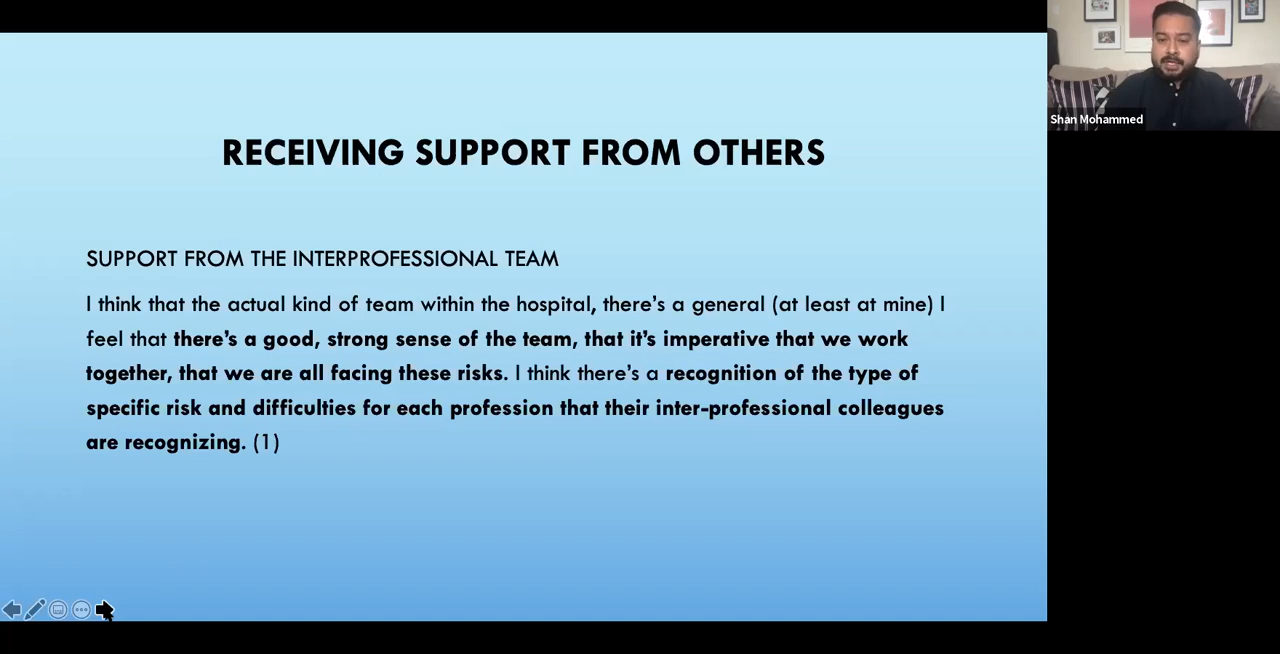 RECEIVING SUPPORT FROM OTHERS
SUPPORT FROM THE INTERPROFESSIONAL TEAM
I think that the actual kind of team within the hospital, there’s a general (at least at mine) I
feel that there’s a good, strong sense of the team, that it’s imperative that we work
together, that we are all facing these risks. I think there’s a recognition of the type of
specific risk and difficulties for each profession that their inter-professional colleagues
are recognizing. (1)
Shan Mohammed